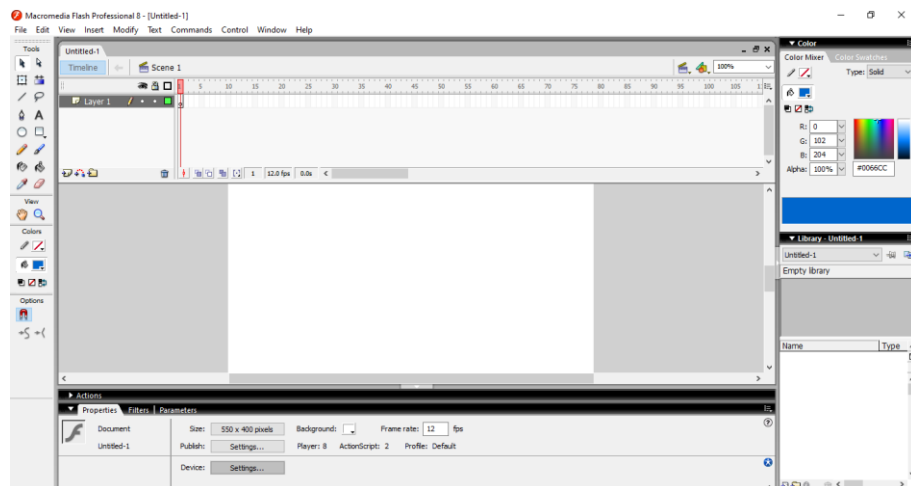 Macromedia Flash Professional 8 - [Untitled-1]
File Edit View Insert Modify Text Commands Control Window Help
Tools
View
Colors
Options
Untitled-1
Timeline Scene 1 100%
5 10 15 20 25 30 35 40 45 50 55 60 65 70 75 80 85 90 95 100 105
Layer 1
1 12.0 fps 0.0s
Actions
Properties Filters Parameters
Document Size: 550 x 400 pixels Background: Frame rate: 12 fps
Untitled-1 Publish: Settings... Player: 8 ActionScript: 2 Profile: Default
Device: Settings...
Color
Color Mixer Color Swatches
Type: Solid
R: 0
G: 102
B: 204
Alpha: 100% #0066CC
Library - Untitled-1
Untitled-1
Empty library
Name Type